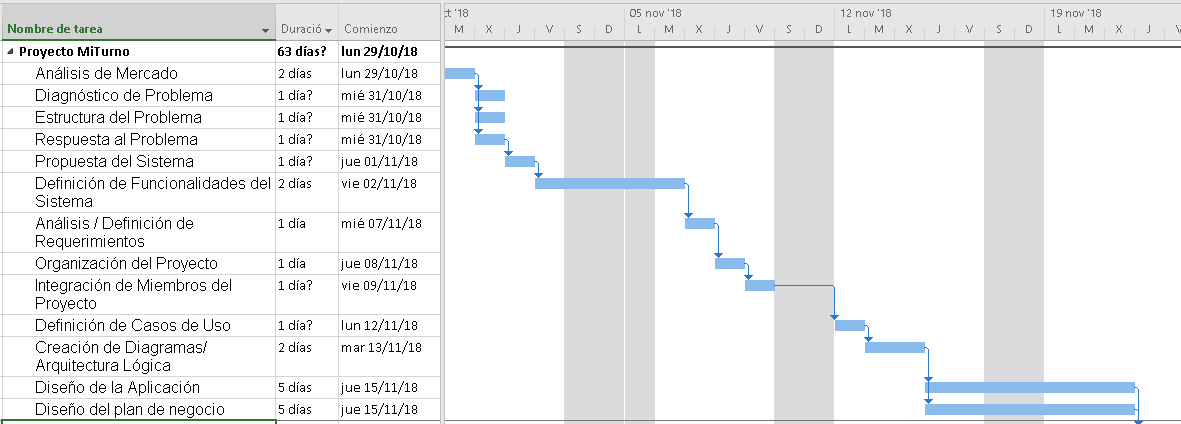 ct '18 05 nov '18 12 nov '18 19 nov '18
Nombre de tarea Duració Comienzo M X J V S D L M X J V S D L M X J V S D L M X J V
Proyecto MiTurno 63 días? lun 29/10/18
Análisis de Mercado 2 días lun 29/10/18
Diagnóstico de Problema 1 día? mié 31/10/18
Estructura del Problema 1 día? mié 31/10/18
Respuesta al Problema 1 día? mié 31/10/18
Propuesta del Sistema 1 día? jue 01/11/18
Definición de Funcionalidades del 2 días vie 02/11/18
Sistema
Análisis / Definición de 1 día mié 07/11/18
Requerimientos
Organización del Proyecto 1 día jue 08/11/18
Integración de Miembros del 1 día? vie 09/11/18
Proyecto
Definición de Casos de Uso 1 día? lun 12/11/18
Creación de Diagramas/ 2 días mar 13/11/18
Arquitectura Lógica
Diseño de la Aplicación 5 días jue 15/11/18
Diseño del plan de negocio 5 días jue 15/11/18